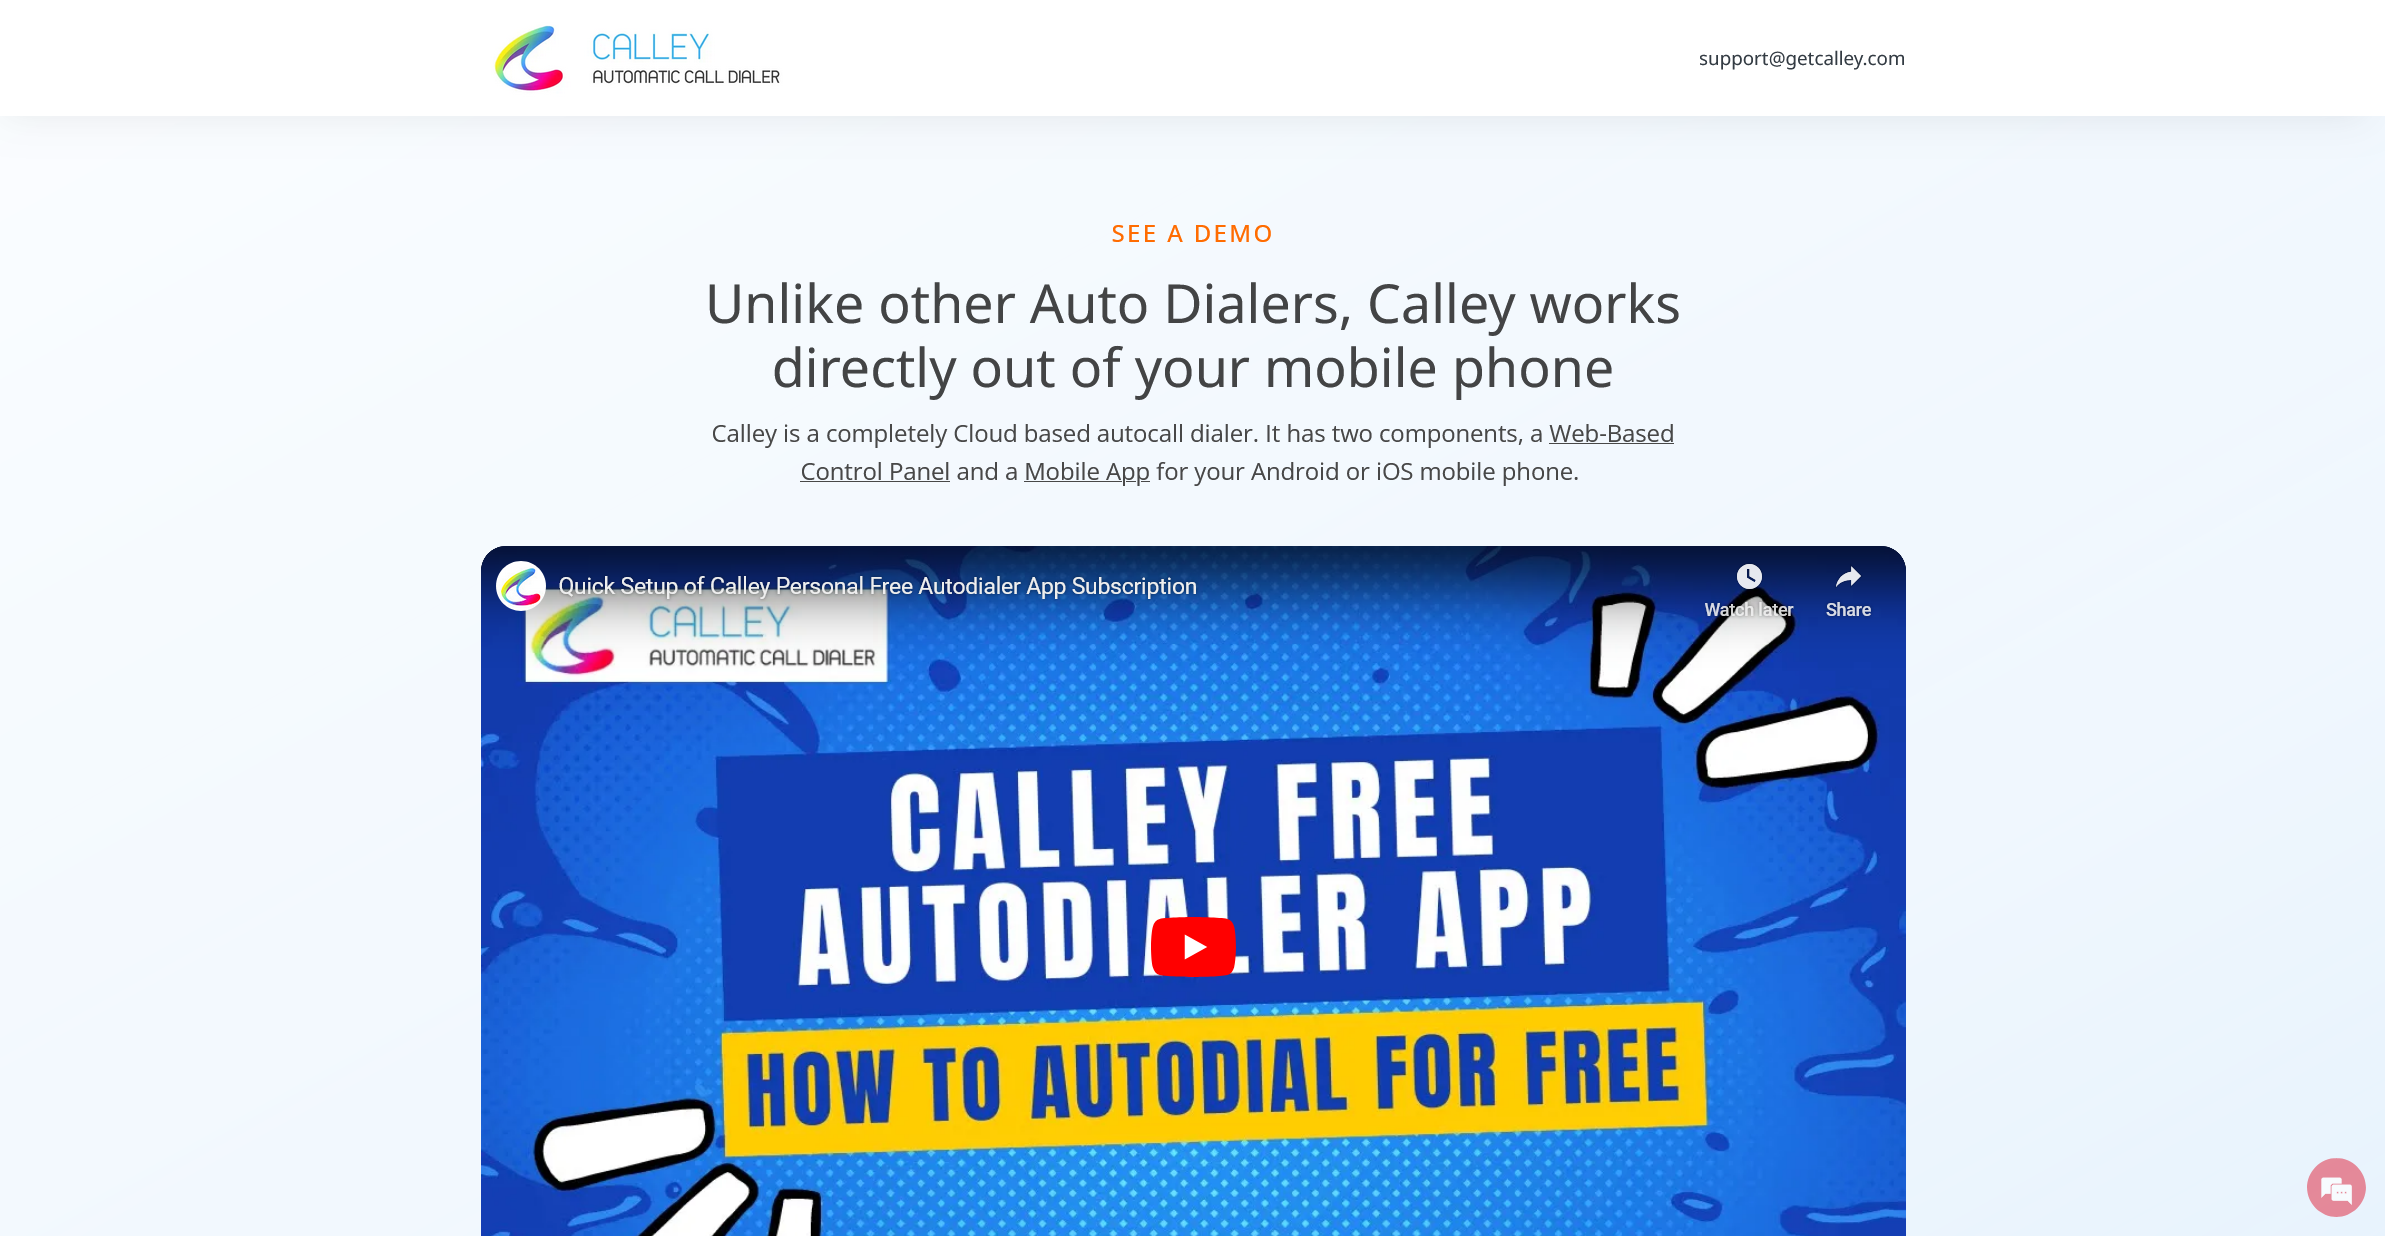 CALLEY
AUTOMATIC CALL DIALER
support@getcalley.com
SEE A DEMO
Unlike other Auto Dialers, Calley works
directly out of your mobile phone
Calley is a completely Cloud based autocall dialer. It has two components, a Web-Based
Control Panel and a Mobile App for your Android or iOS mobile phone.
Quick Setup of Calley Personal Free Autodialer App Subscription
Watch later
Share
CALLEY
AUTOMATIC CALL DIALER
CALLEY FREE
AUTODIALER APP
HOW TO AUTODIAL FOR FREE